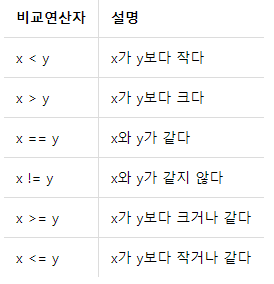 비교연산자 설명
x < y x가 y보다 작다
x > y x가 y보다 크다
x == y x와 y가 같다
x != y x와 y가 같지 않다
x >= y x가 y보다 크거나 같다
x <= y x가 y보다 작거나 같다